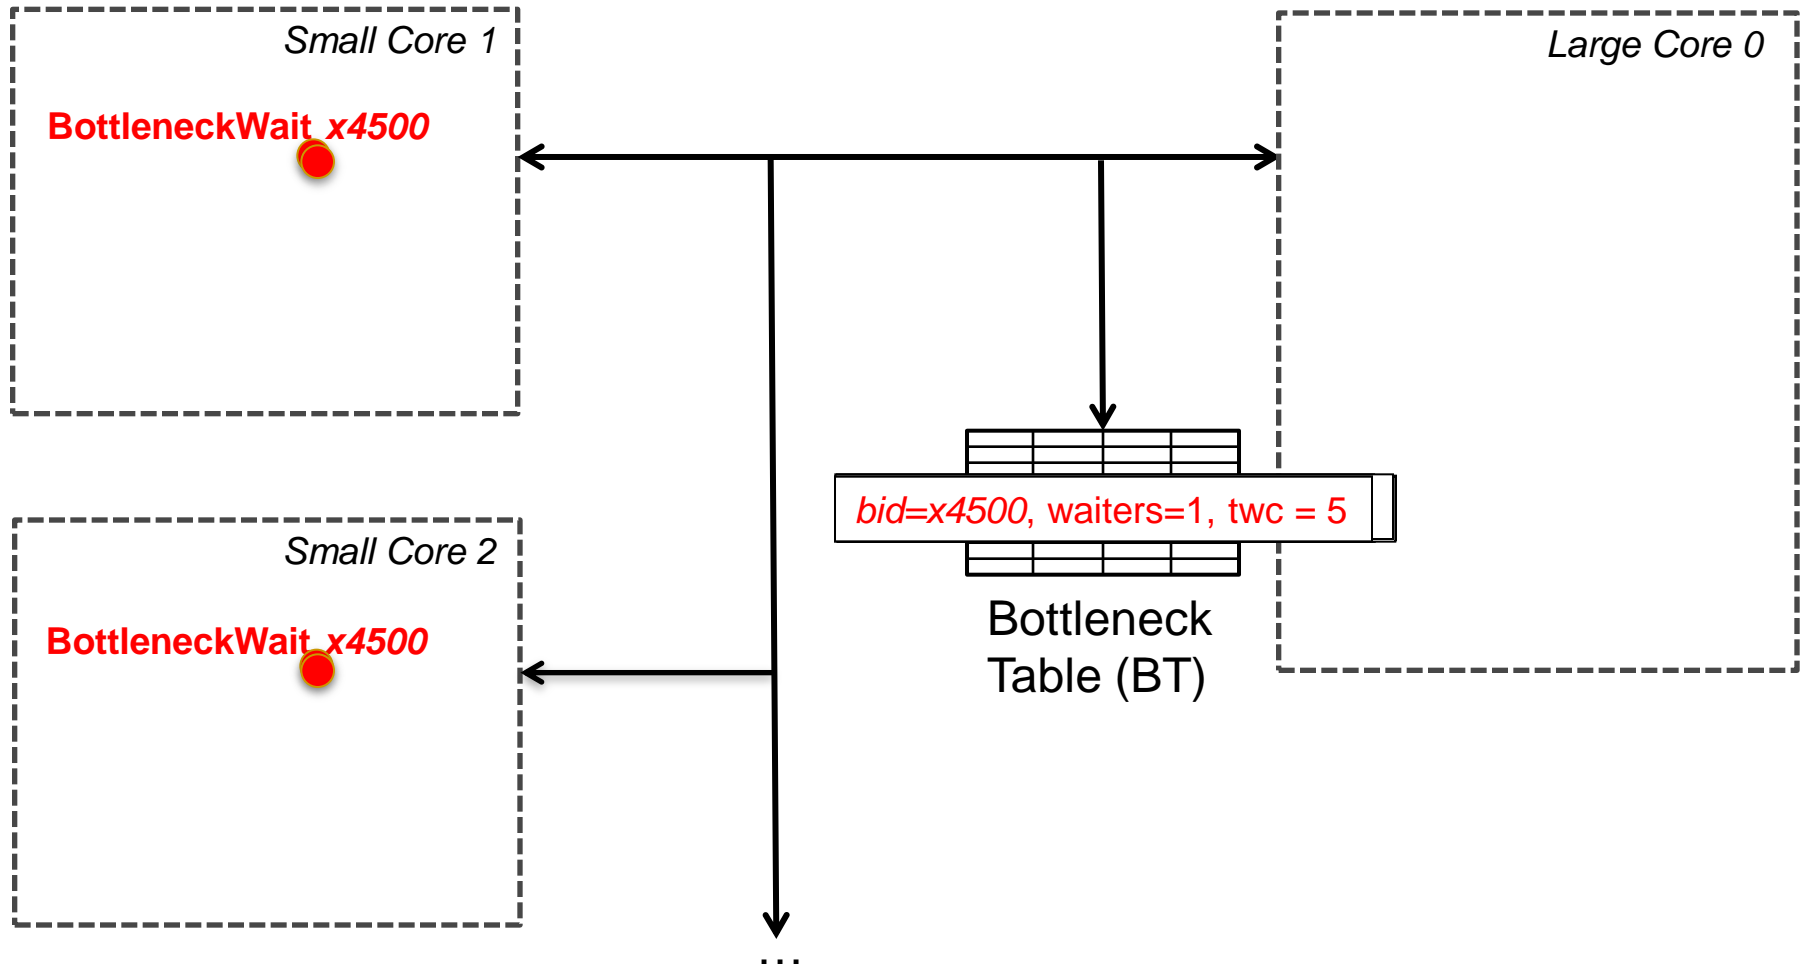 Small Core 1
Large Core 0
BottleneckWait x4500
bid=x4500, waiters=1, twc = 5
Small Core 2
Bottleneck
Table (BT)
BottleneckWait x4500
...